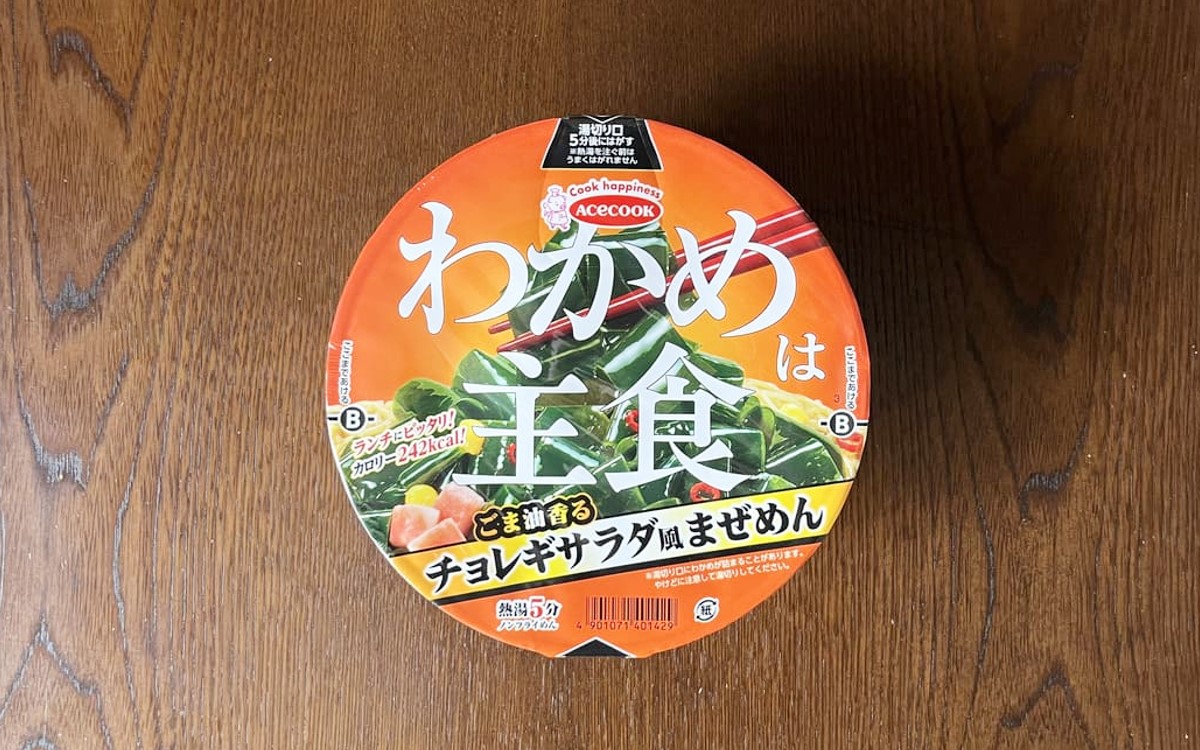 湯切り口
5分後にはがす
※熱湯を注ぐ前は
うまくはがれません
Cook happiness
Acecook
わかめ
は
主食
ここまであける
B
ここまであける
3
B
ランチにピッタリ!
カロリー242kcal!
ごま油香る
チョレギサラダ風まぜめん
※湯切り口にわかめが詰まることがあります。
やけどに注意して湯切りしてください。
熱湯5分
ノンフライめん
4 901071 401429
紙